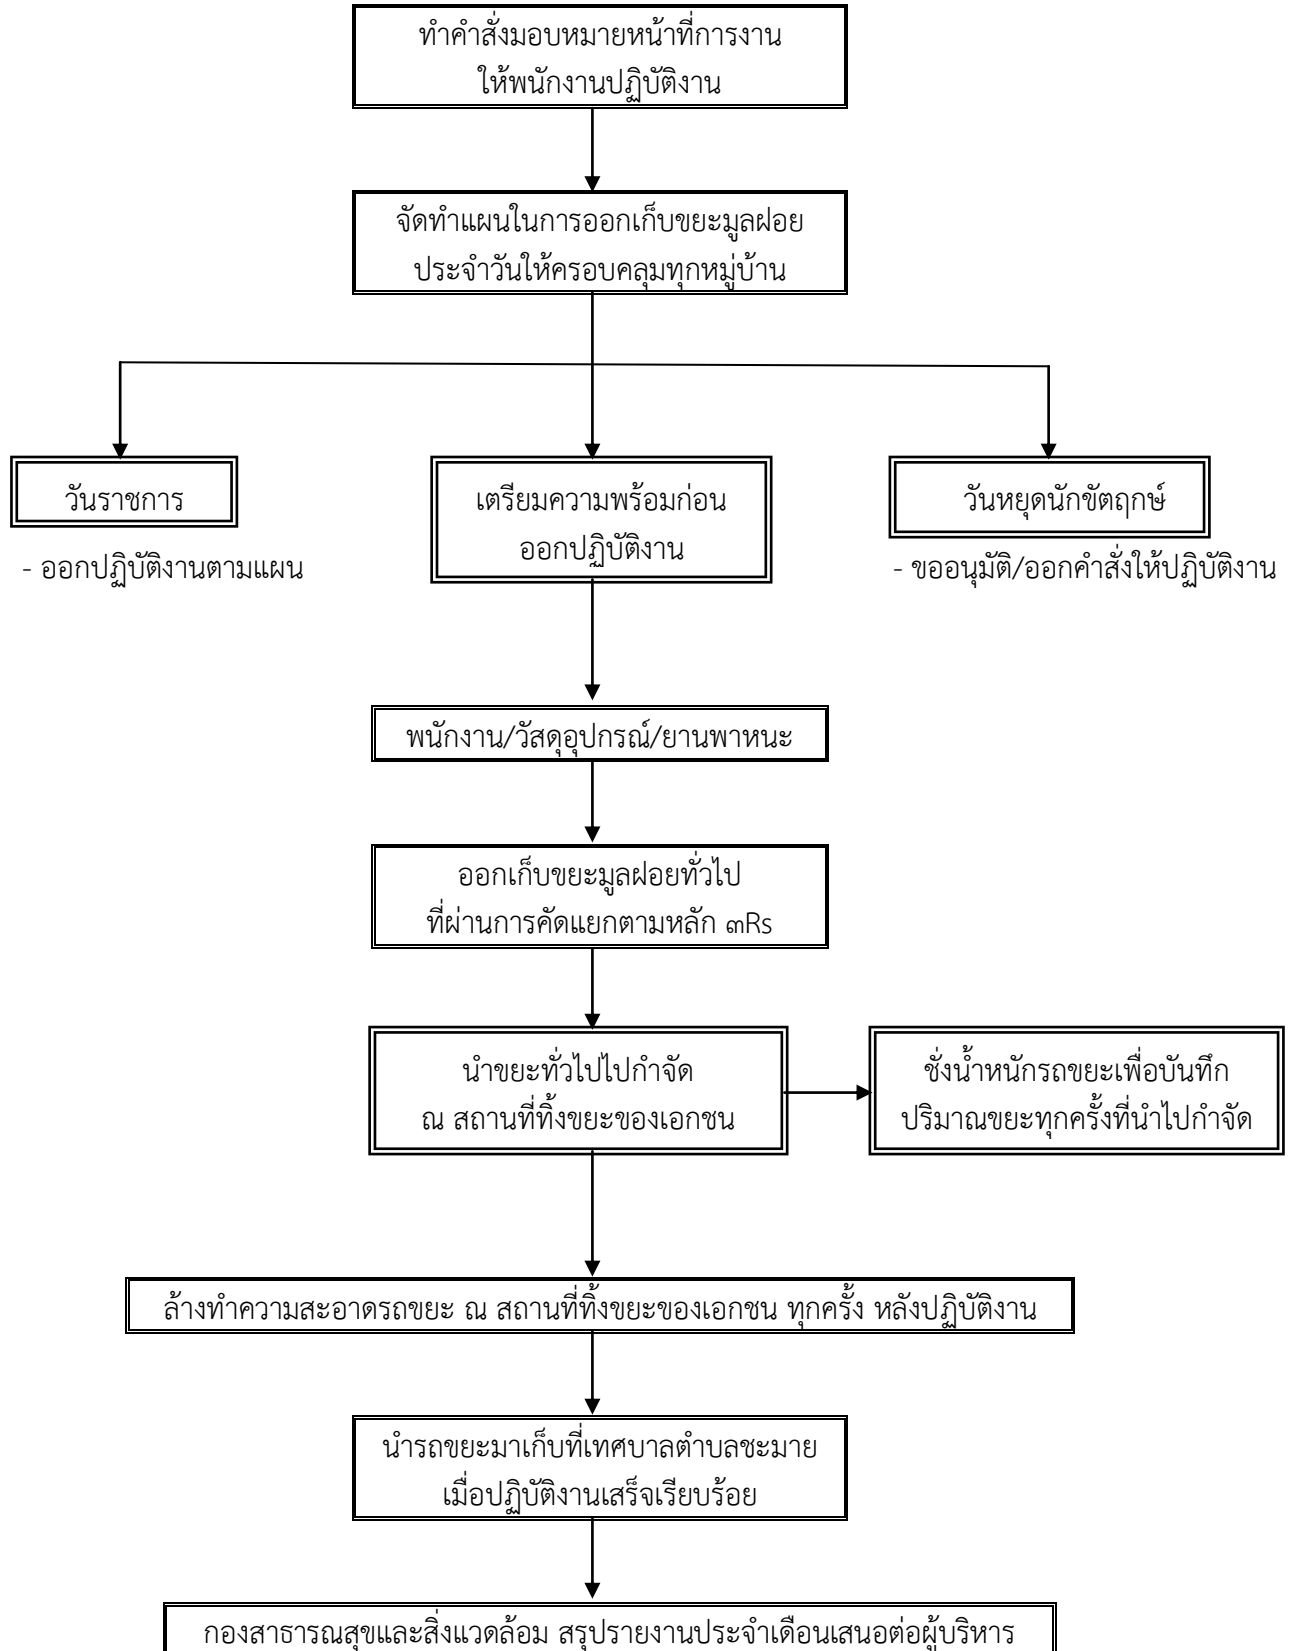 ทำคำสั่งมอบหมายหน้าที่การงาน
ให้พนักงานปฏิบัติงาน
จัดทำแผนในการออกเก็บขยะมูลฝอย
ประจำวันให้ครอบคลุมทุกหมู่บ้าน
วันราชการ
- ออกปฏิบัติงานตามแผน
เตรียมความพร้อมก่อน
ออกปฏิบัติงาน
วันหยุดนักขัตฤกษ์
- ขออนุมัติ/ออกคำสั่งให้ปฏิบัติงาน
พนักงาน/วัสดุอุปกรณ์/ยานพาหนะ
ออกเก็บขยะมูลฝอยทั่วไป
ที่ผ่านการคัดแยกตามหลัก ๓Rs
นำขยะทั่วไปไปกำจัด
ณ สถานที่ทิ้งขยะของเอกชน
ชั่งน้ำหนักรถขยะเพื่อบันทึก
ปริมาณขยะทุกครั้งที่นำไปกำจัด
ล้างทำความสะอาดรถขยะ ณ สถานที่ทิ้งขยะของเอกชน ทุกครั้ง หลังปฏิบัติงาน
นำรถขยะมาเก็บที่เทศบาลตำบลชะมาย
เมื่อปฏิบัติงานเสร็จเรียบร้อย
กองสาธารณสุขและสิ่งแวดล้อม สรุปรายงานประจำเดือนเสนอต่อผู้บริหาร